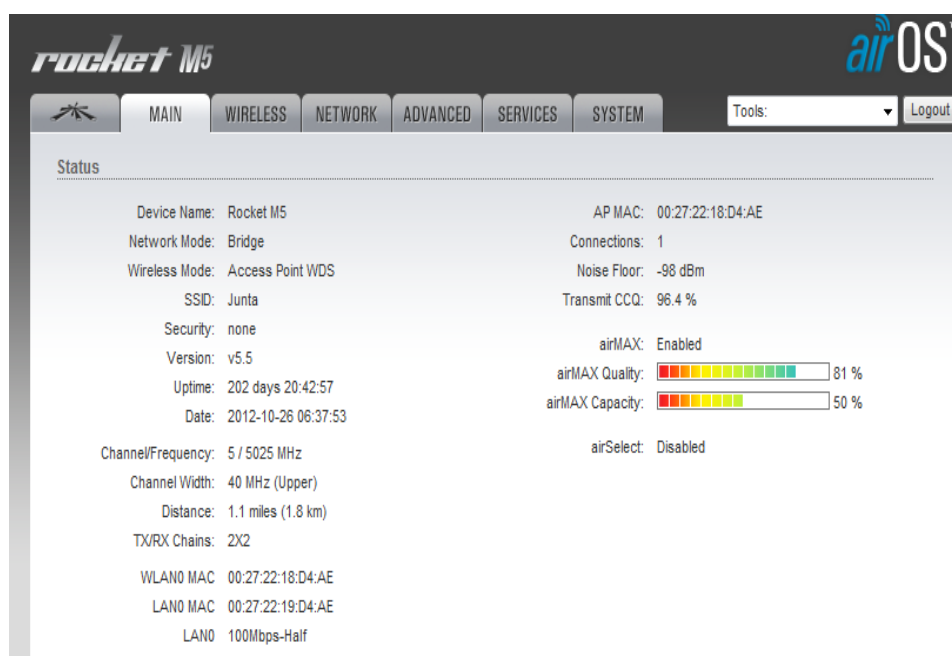 rocket M5
airOS
MAIN WIRELESS NETWORK ADVANCED SERVICES SYSTEM Tools: Logout
Status
Device Name: Rocket M5
Network Mode: Bridge
Wireless Mode: Access Point WDS
SSID: Junta
Security: none
Version: v5.5
Uptime: 202 days 20:42:57
Date: 2012-10-26 06:37:53
Channel/Frequency: 5 / 5025 MHz
Channel Width: 40 MHz (Upper)
Distance: 1.1 miles (1.8 km)
TX/RX Chains: 2X2
WLAN0 MAC 00:27:22:18:D4:AE
LAN0 MAC 00:27:22:19:D4:AE
LAN0 100Mbps-Half
AP MAC: 00:27:22:18:D4:AE
Connections: 1
Noise Floor: -98 dBm
Transmit CCQ: 96.4 %
airMAX: Enabled
airMAX Quality: 81 %
airMAX Capacity: 50 %
airSelect: Disabled